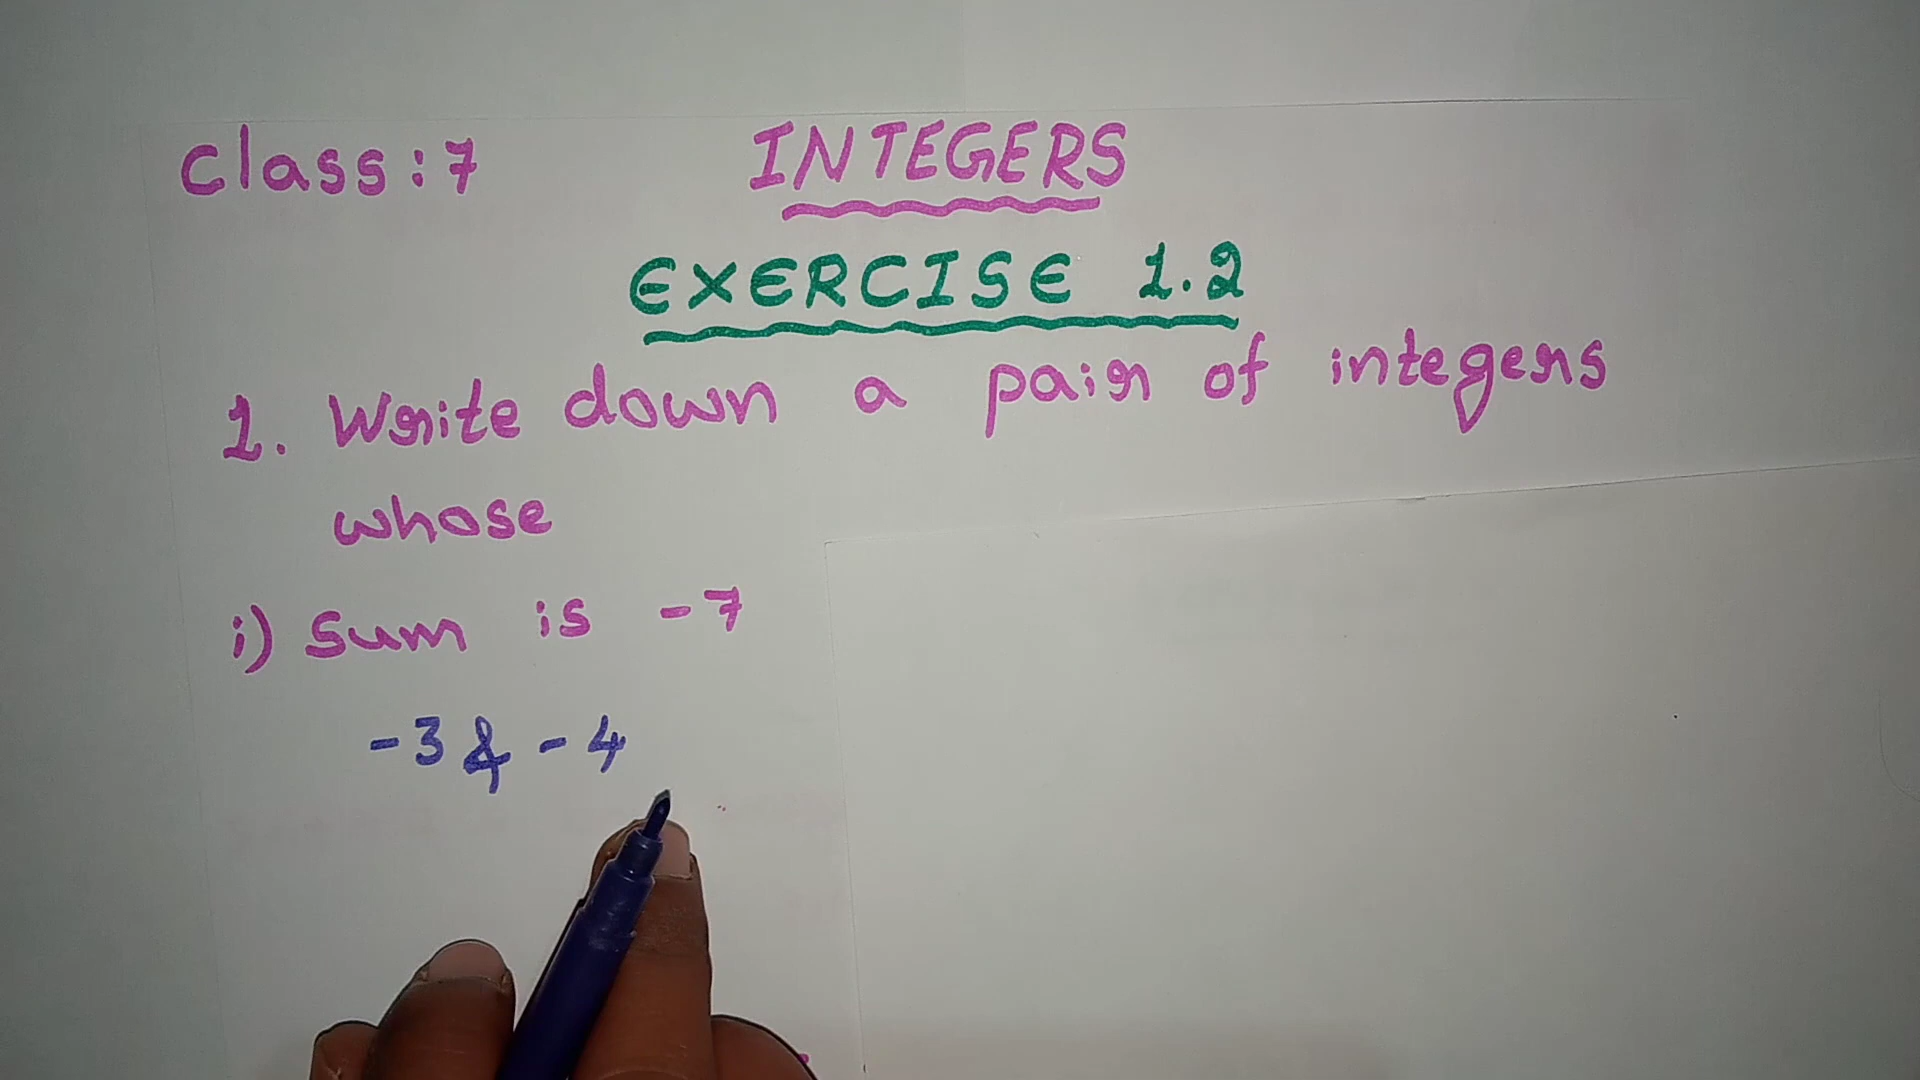 Class:7 INTEGERS
EXERCISE 1.2
1. Write down a pair of integers
whose
i) Sum is -7
-3 & -4